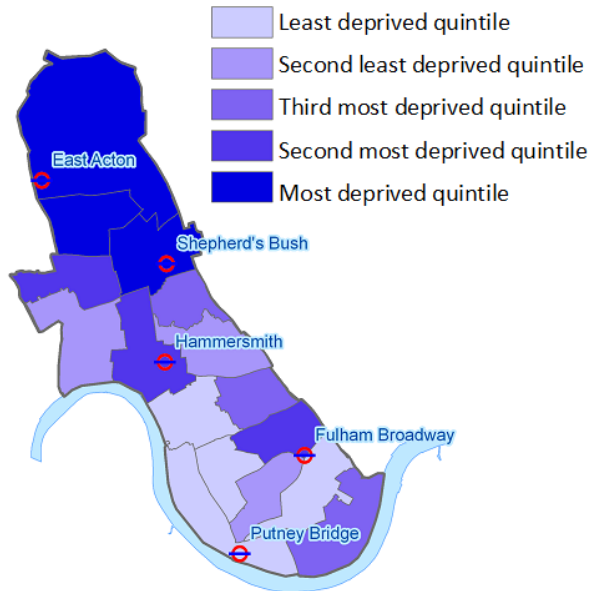 Least deprived quintile
Second least deprived quintile
Third most deprived quintile
Second most deprived quintile
Most deprived quintile
East Acton
Shepherd's Bush
Hammersmith
Fulham Broadway
Putney Bridge